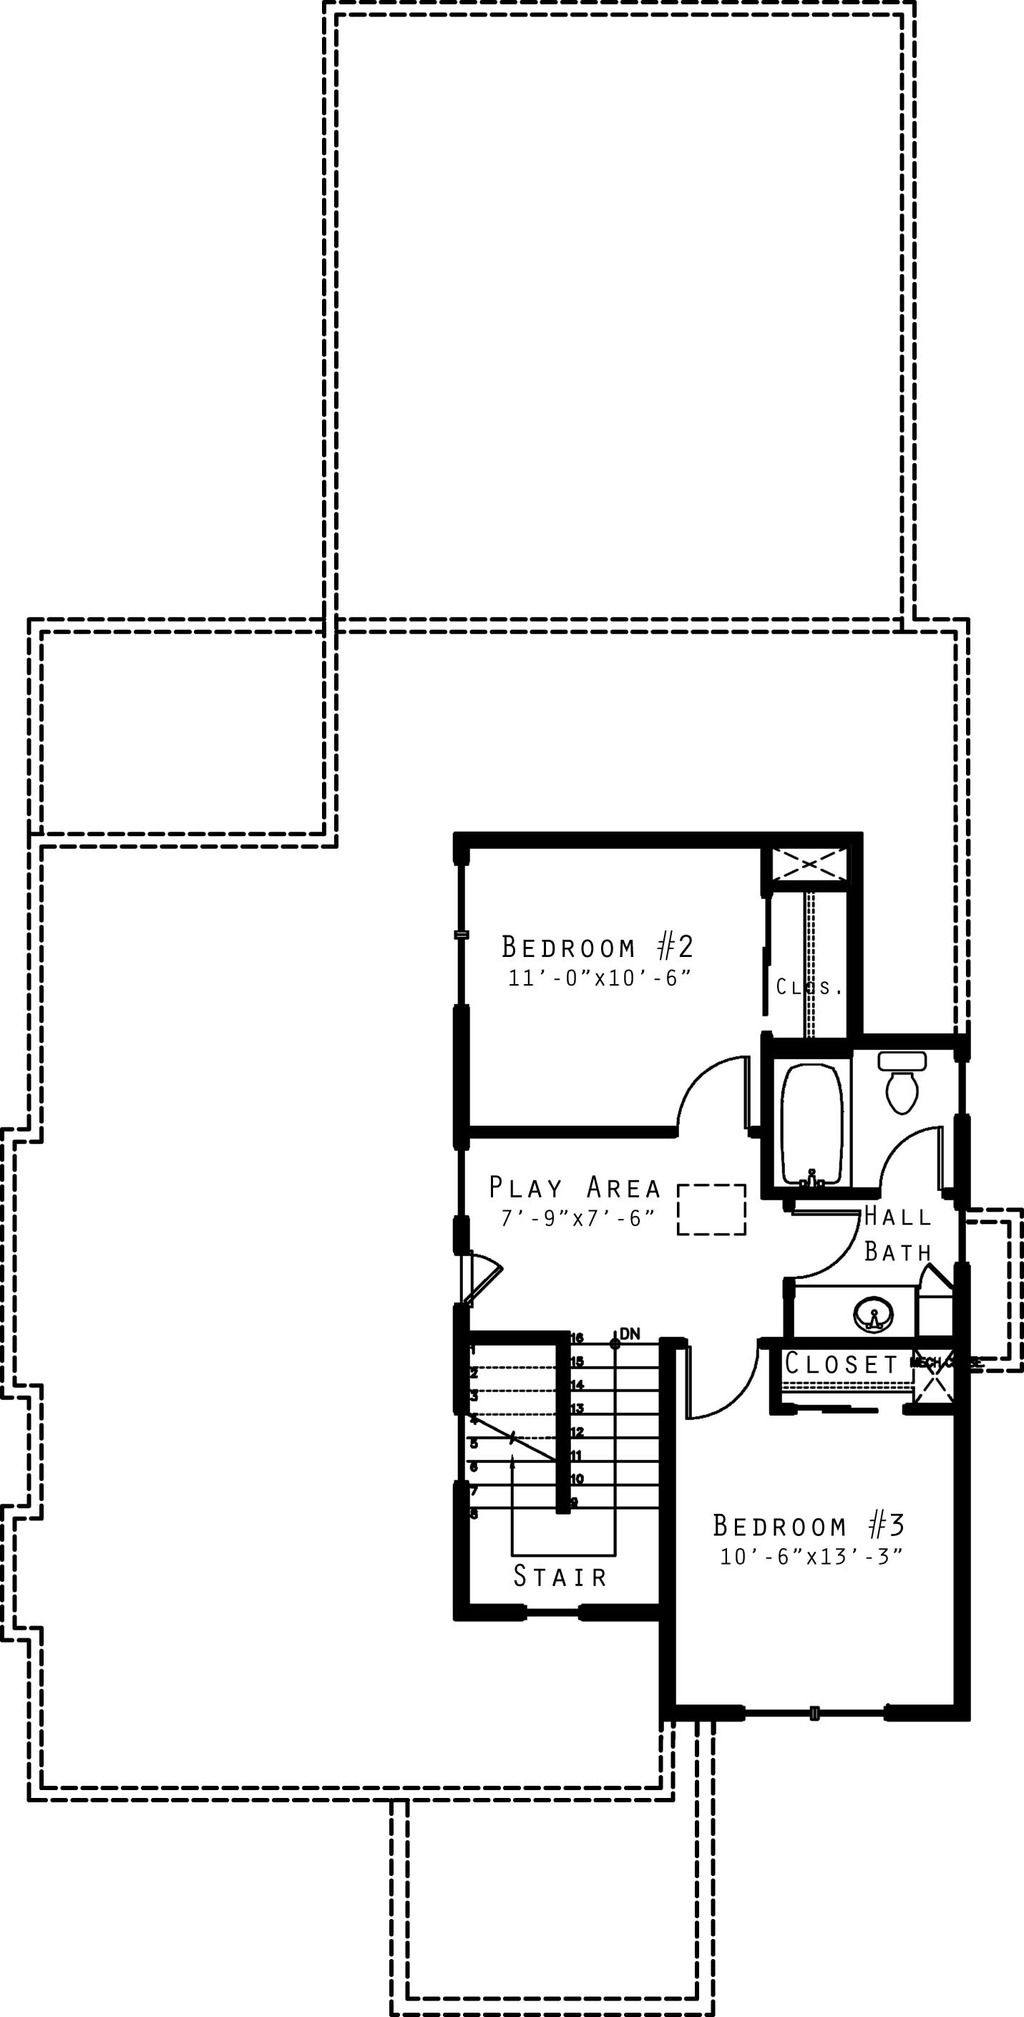 BEDROOM #2
11'-0"x10'-6"
CLOS.
PLAY AREA
7'-9"x7'-6"
HALL
BATH
DN
16
15
14
13
12
11
10
9
1
2
3
4
5
6
7
8
CLOSET
MECH CHASE
BEDROOM #3
10'-6"x13'-3"
STAIR